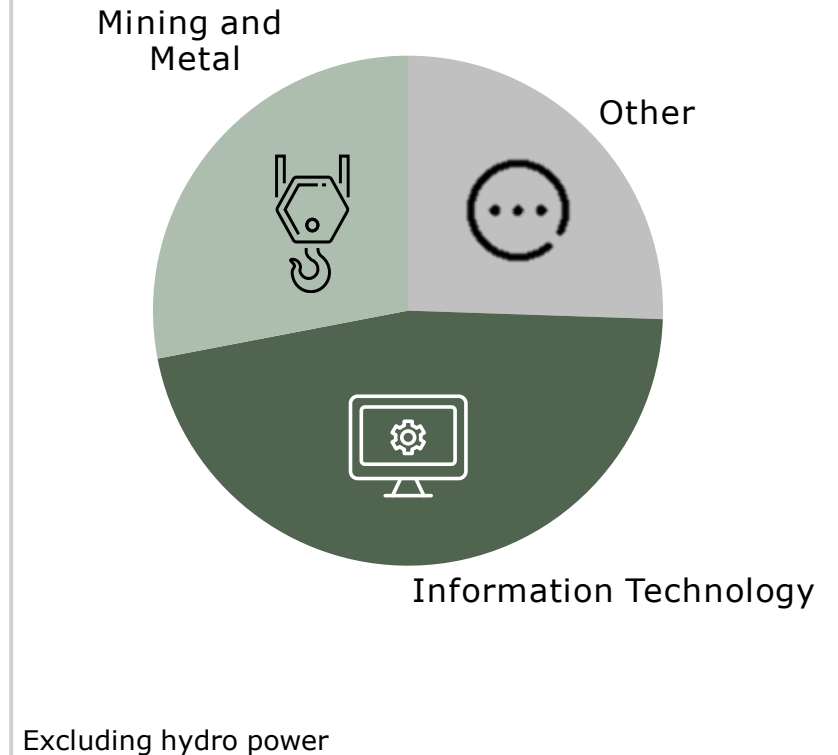 Mining and
Metal
Other
Information Technology
Excluding hydro power